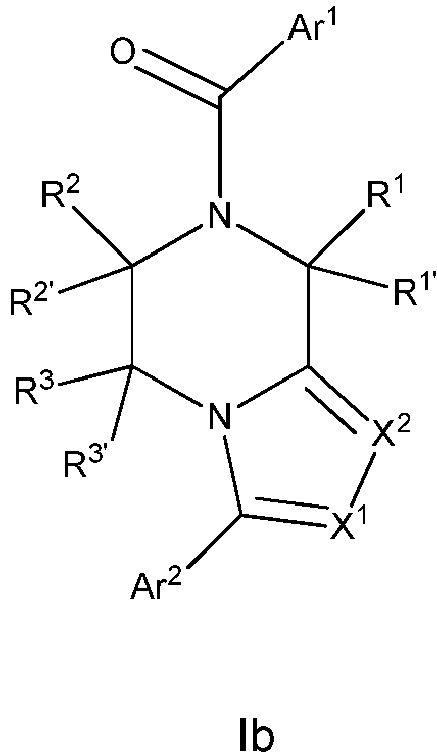 Ar¹
O
R² N R¹
R²' R¹'
R³ N X²
R³'
X¹
Ar²
Ib